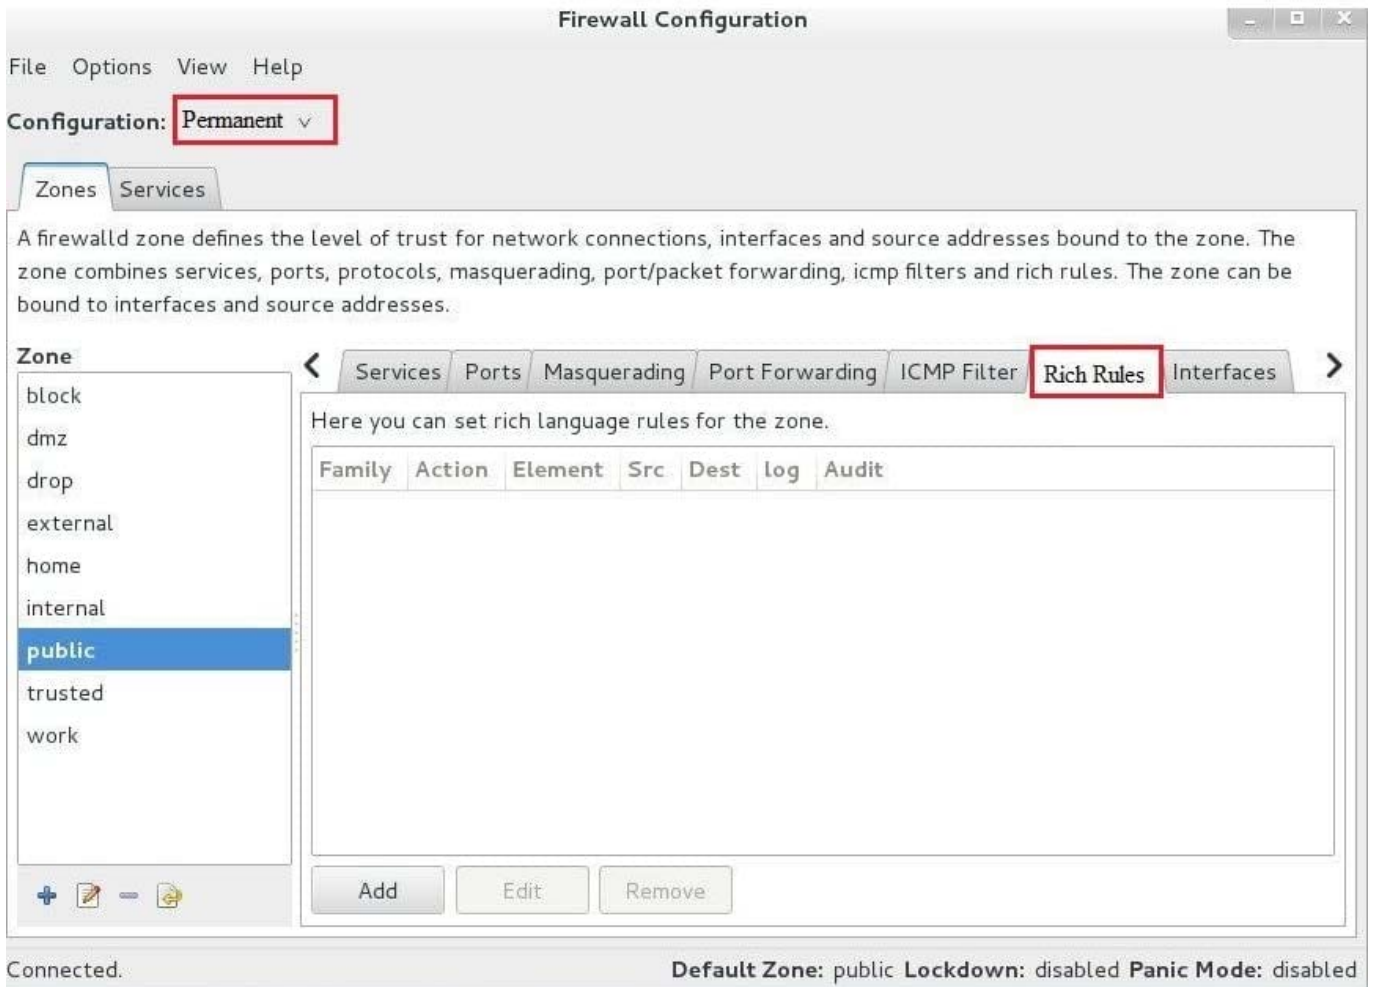 Firewall Configuration
File Options View Help
Configuration: Permanent
Zones Services
A firewalld zone defines the level of trust for network connections, interfaces and source addresses bound to the zone. The
zone combines services, ports, protocols, masquerading, port/packet forwarding, icmp filters and rich rules. The zone can be
bound to interfaces and source addresses.
Zone
block
dmz
drop
external
home
internal
public
trusted
work
Services Ports Masquerading Port Forwarding ICMP Filter Rich Rules Interfaces
Here you can set rich language rules for the zone.
Family Action Element Src Dest log Audit
Add Edit Remove
Connected.
Default Zone: public Lockdown: disabled Panic Mode: disabled